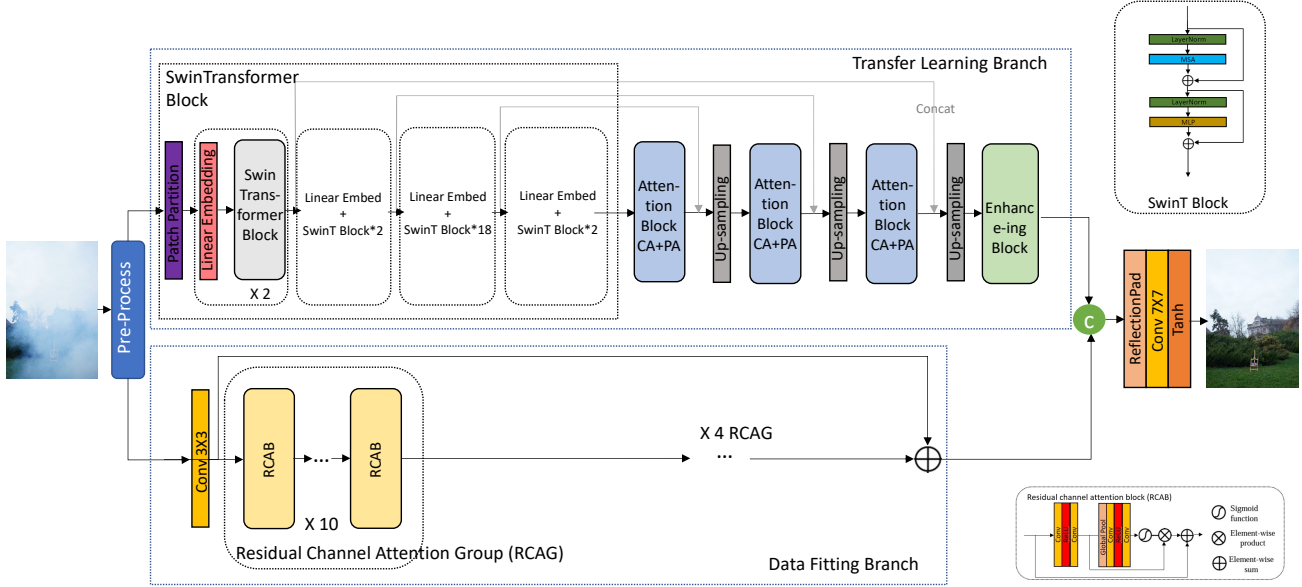 Transfer Learning Branch
SwinTransformer
Block
Concat
Pre-Process
Patch Partition
Linear Embedding
Swin
Trans-
former
Block
X 2
Linear Embed
+
SwinT Block*2
Linear Embed
+
SwinT Block*18
Linear Embed
+
SwinT Block*2
Atten-
tion
Block
CA+PA
Up-sampling
Atten-
tion
Block
CA+PA
Up-sampling
Atten-
tion
Block
CA+PA
Up-sampling
Enhanc
e-ing
Block
LayerNorm
MSA
LayerNorm
MLP
SwinT Block
C
ReflectionPad
Conv 7X7
Tanh
Conv 3X3
RCAB
...
RCAB
X 10
Residual Channel Attention Group (RCAG)
X 4 RCAG
...
Data Fitting Branch
Residual channel attention block (RCAB)
Conv
ReLU
Conv
Global Pool
Conv
ReLU
Conv
Sigmoid
function
Element-wise
product
Element-wise
sum